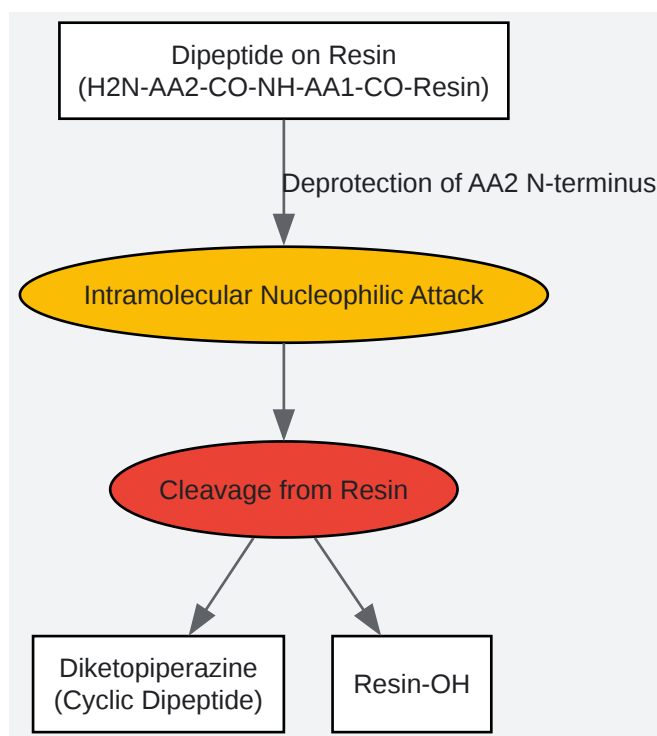 Dipeptide on Resin
(H2N-AA2-CO-NH-AA1-CO-Resin)
Deprotection of AA2 N-terminus
Intramolecular Nucleophilic Attack
Cleavage from Resin
Diketopiperazine
(Cyclic Dipeptide)
Resin-OH